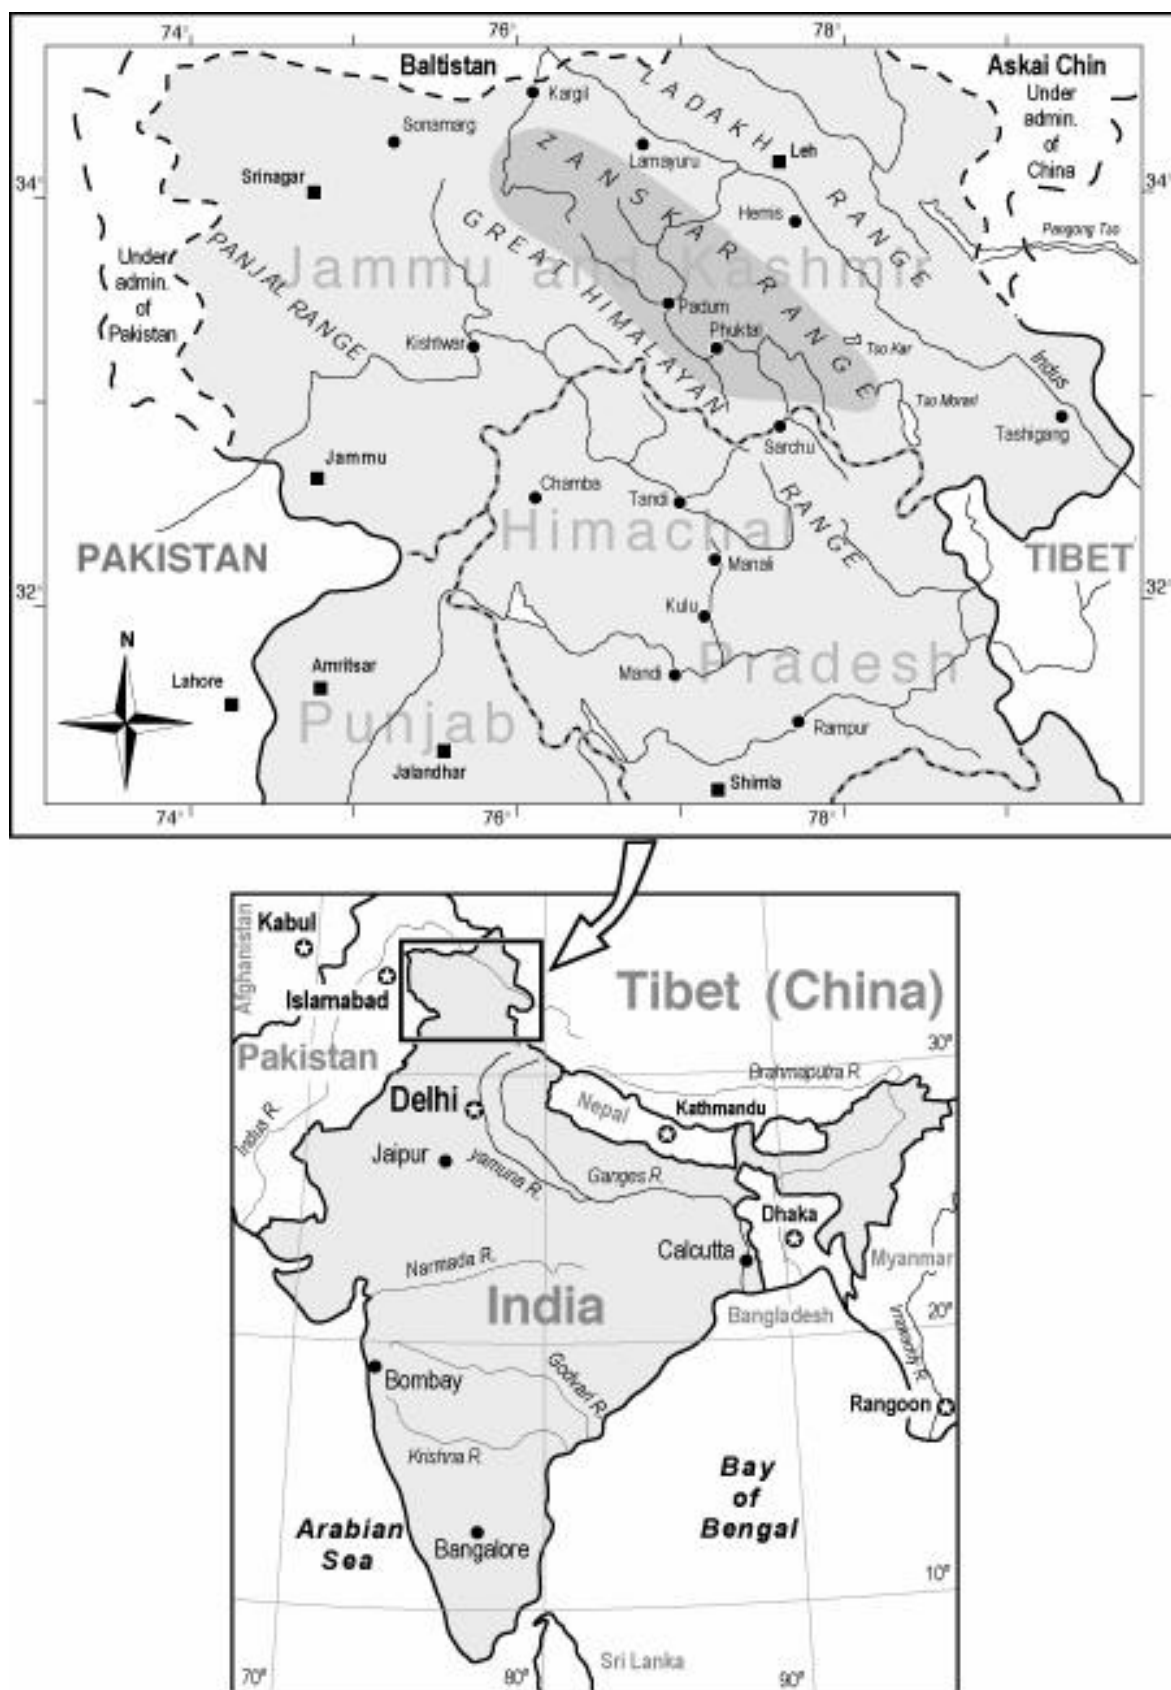 74°
76°
78°
Baltistan
Askai Chin
Under
admin.
of
China
Kargil
Sonamarg
LADAKH RANGE
Lamayuru
Leh
34°
Srinagar
ZANSKAR RANGE
34°
Hemis
Pangong Tso
PANJAL RANGE
GREAT HIMALAYAN RANGE
Jammu and Kashmir
Under
admin.
of
Pakistan
Padum
Phuktal
Kishtwar
Tso Kar
Indus
Tso Morari
Tashigang
Sarchu
Jammu
Chamba
Tandi
Himachal
PAKISTAN
TIBET
Manali
32°
32°
Kulu
N
Amritsar
Lahore
Mandi
Pradesh
Punjab
Rampur
Jalandhar
Shimla
74°
76°
78°
Afghanistan
Kabul
Islamabad
Tibet (China)
Pakistan
30°
Brahmaputra R.
Indus R.
Delhi
Nepal
Kathmandu
Jaipur
yamuna R.
Ganges R.
Dhaka
Calcutta
Narmada R.
Myanmar
India
Bangladesh
20°
Irrawady R.
Godvari R.
Bombay
Rangoon
Krishna R.
Bay
of
Bengal
Arabian
Sea
Bangalore
10°
Sri Lanka
70°
80°
90°